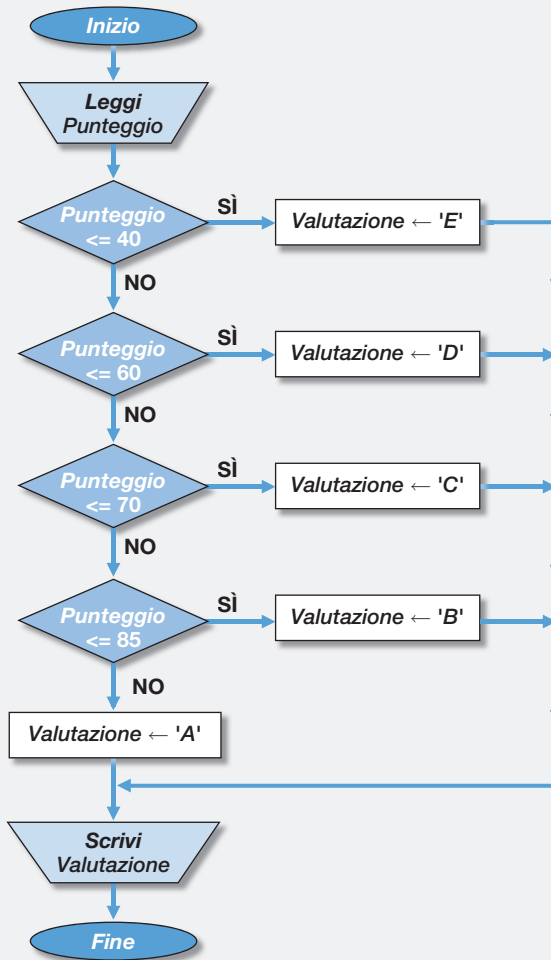 Inizio
Leggi
Punteggio
Punteggio
<= 40
SÌ
Valutazione ← 'E'
NO
Punteggio
<= 60
SÌ
Valutazione ← 'D'
NO
Punteggio
<= 70
SÌ
Valutazione ← 'C'
NO
Punteggio
<= 85
SÌ
Valutazione ← 'B'
NO
Valutazione ← 'A'
Scrivi
Valutazione
Fine